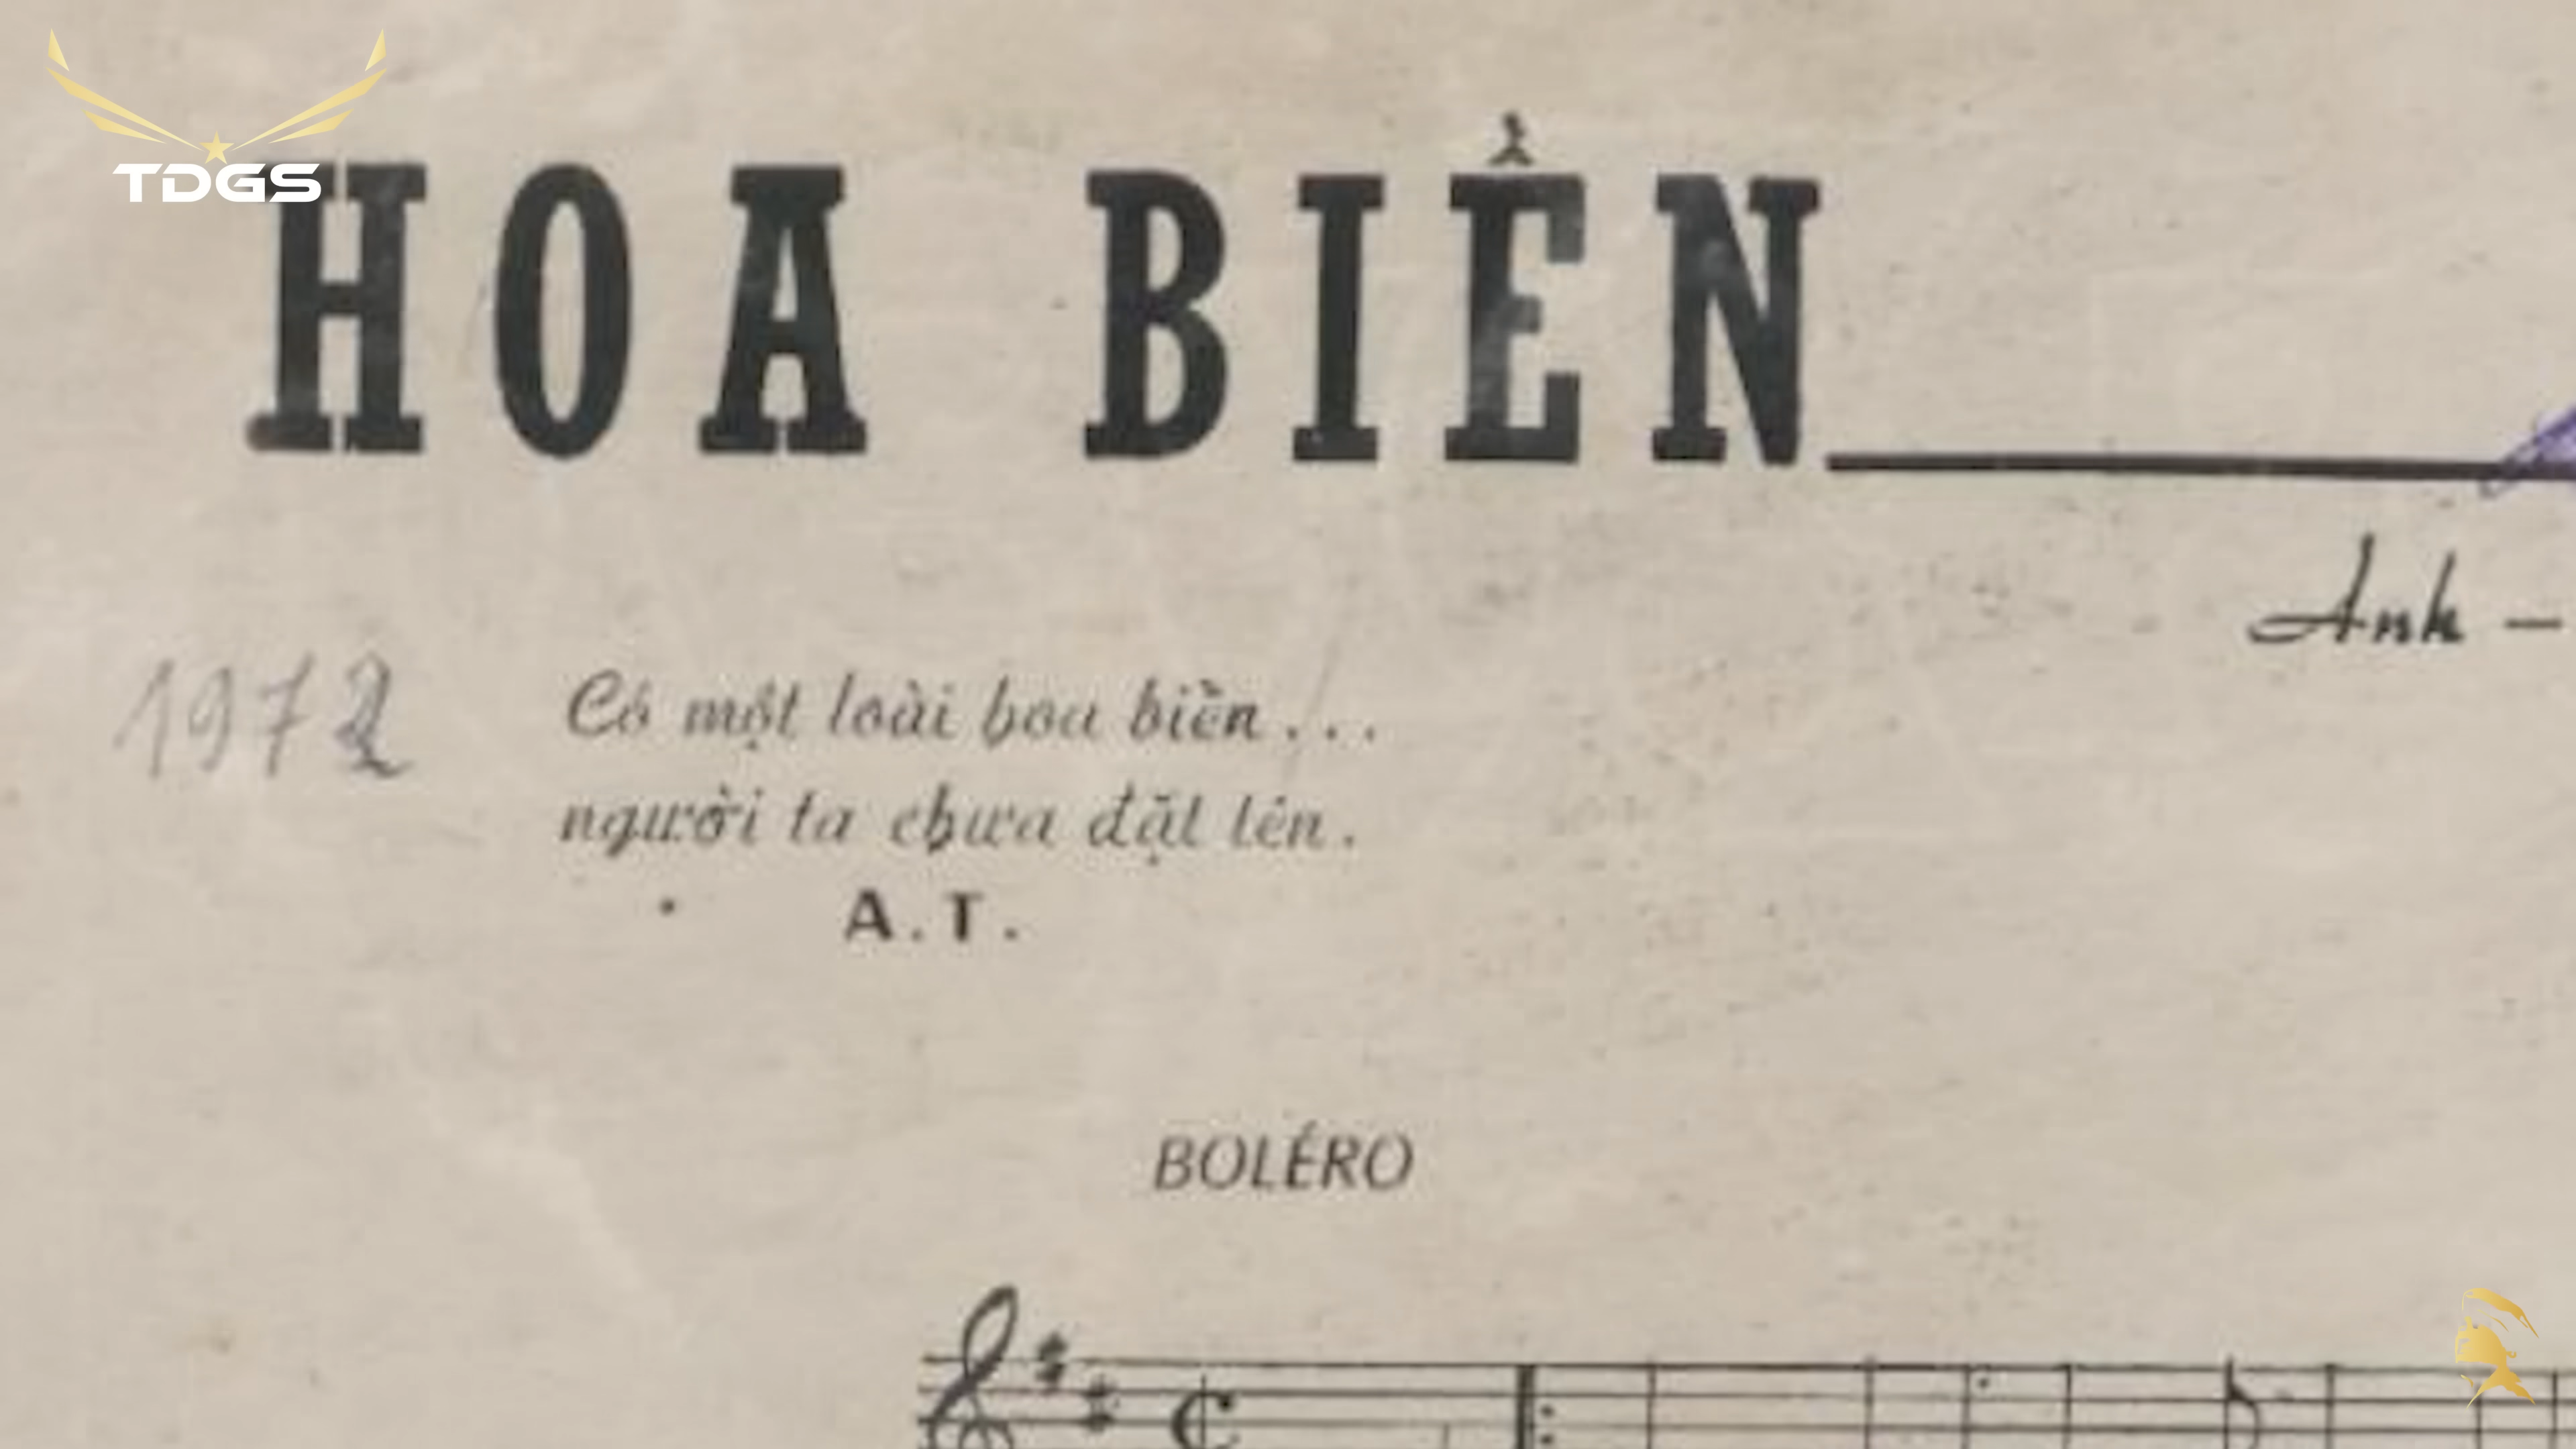 TDGS
HOA BIỂN
Anh –
1972
Có một loài hoa biển...
người ta chưa đặt tên.
A.T.
BOLÉRO